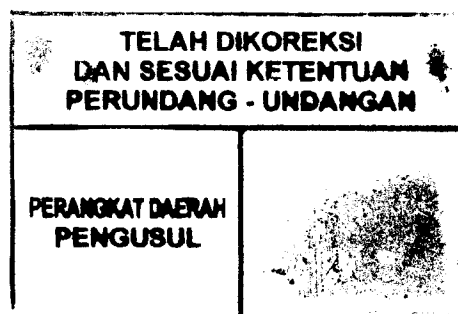 TELAH DIKOREKSI
DAN SESUAI KETENTUAN
PERUNDANG - UNDANGAN
PERANGKAT DAERAH
PENGUSUL